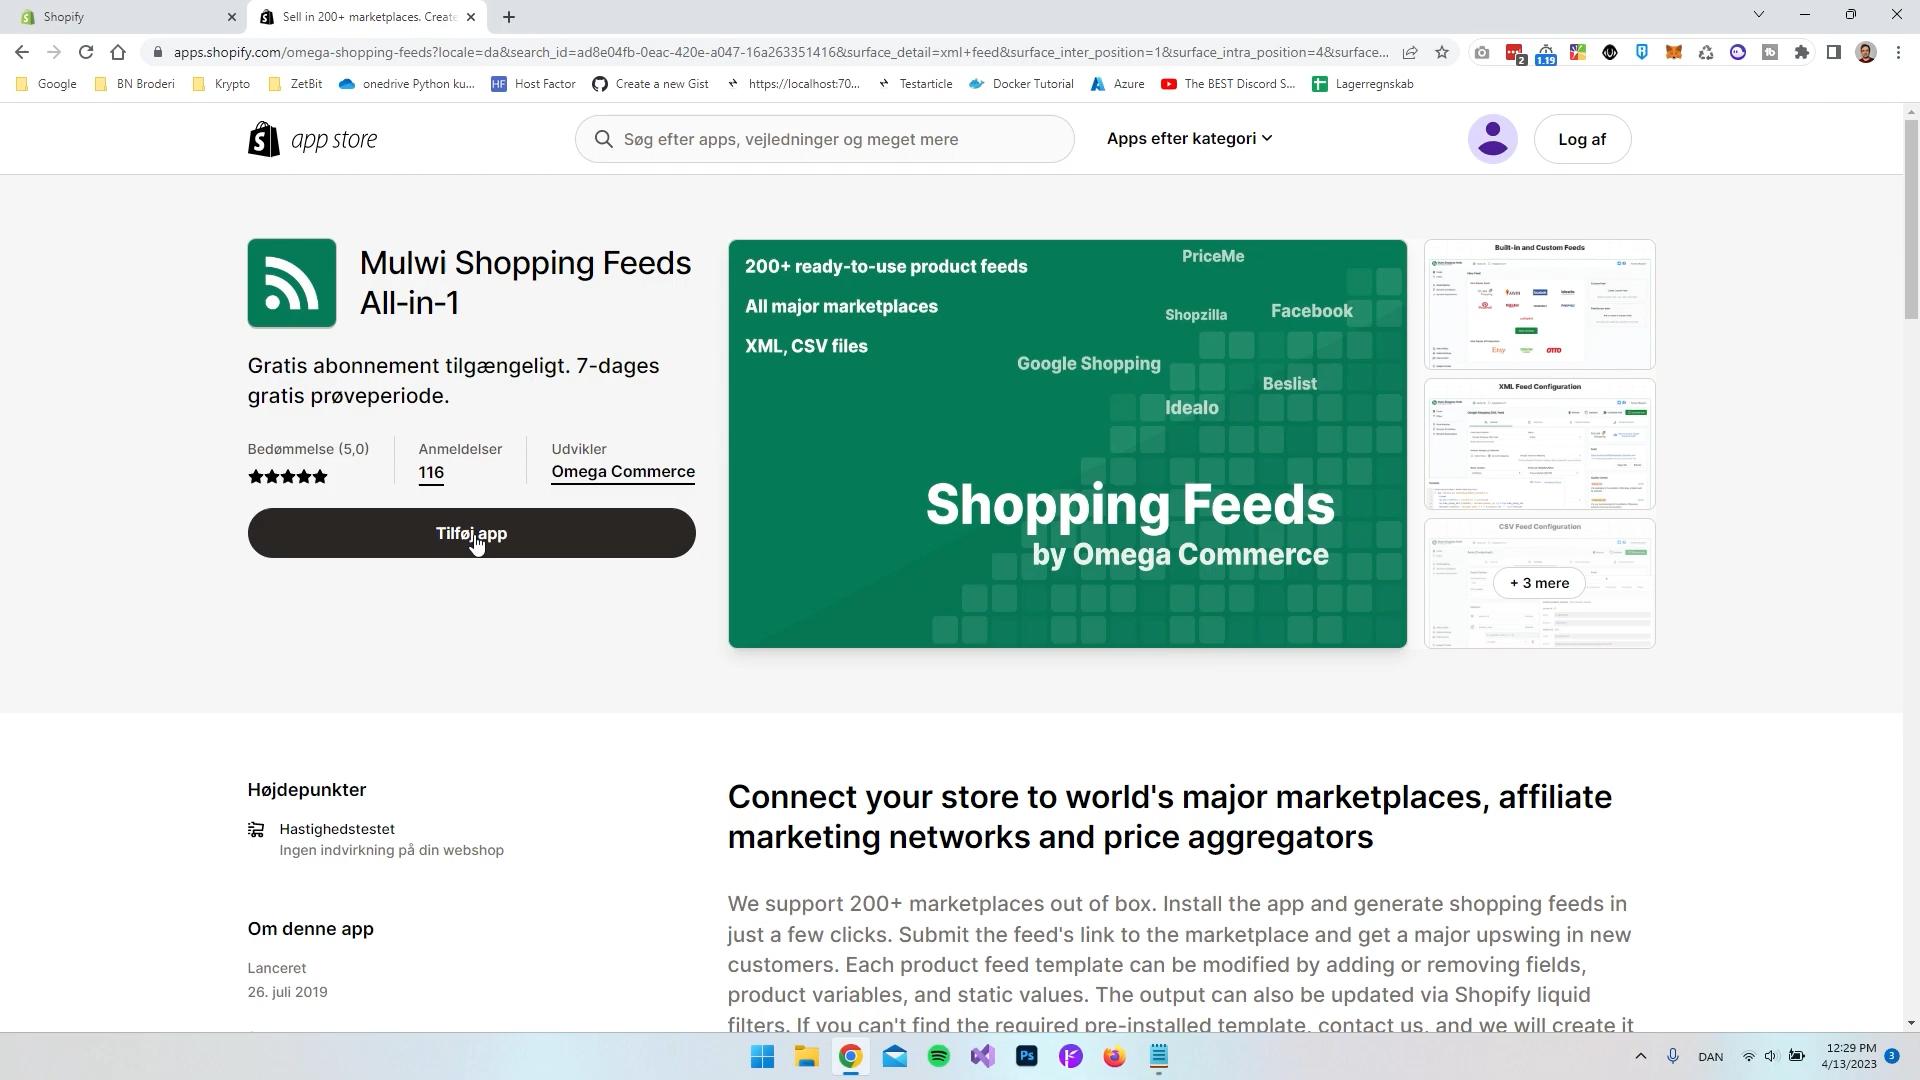 Shopify
Sell in 200+ marketplaces. Create
apps.shopify.com/omega-shopping-feeds?locale=da&search_id=ad8e04fb-0eac-420e-a047-16a263351416&surface_detail=xml+feed&surface_inter_position=1&surface_intra_position=4&surface...
2
1.19
Google
BN Broderi
Krypto
ZetBit
onedrive Python ku...
HF Host Factor
Create a new Gist
https://localhost:70...
Testarticle
Docker Tutorial
Azure
The BEST Discord S...
Lagerregnskab
app store
Søg efter apps, vejledninger og meget mere
Apps efter kategori
Log af
Mulwi Shopping Feeds
All-in-1
Gratis abonnement tilgængeligt. 7-dages
gratis prøveperiode.
Bedømmelse (5,0)
Anmeldelser
116
Udvikler
Omega Commerce
Tilføj app
200+ ready-to-use product feeds
All major marketplaces
XML, CSV files
PriceMe
Shopzilla
Facebook
Google Shopping
Beslist
Idealo
Shopping Feeds
by Omega Commerce
Built-in and Custom Feeds
XML Feed Configuration
CSV Feed Configuration
+ 3 mere
Højdepunkter
Hastighedstestet
Ingen indvirkning på din webshop
Om denne app
Lanceret
26. juli 2019
Connect your store to world's major marketplaces, affiliate
marketing networks and price aggregators
We support 200+ marketplaces out of box. Install the app and generate shopping feeds in
just a few clicks. Submit the feed's link to the marketplace and get a major upswing in new
customers. Each product feed template can be modified by adding or removing fields,
product variables, and static values. The output can also be updated via Shopify liquid
filters. If you can't find the required pre-installed template, contact us, and we will create it
Ps
DAN
12:29 PM
4/13/2023
3